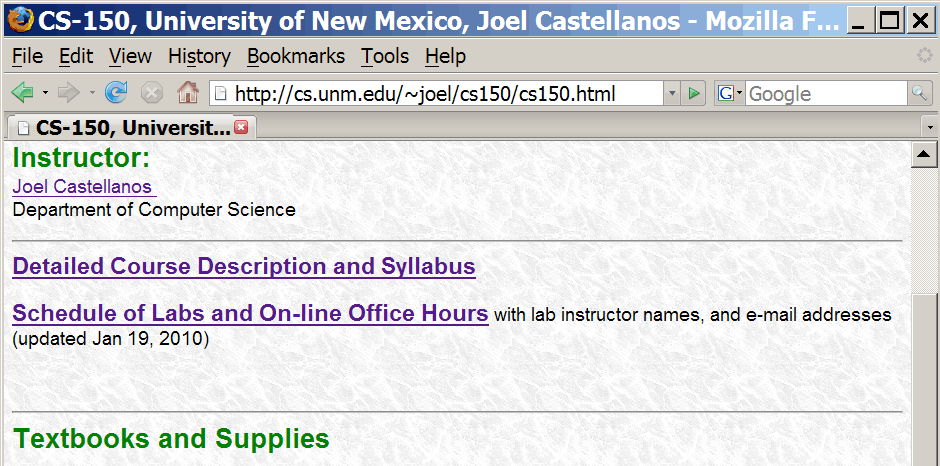 CS-150, University of New Mexico, Joel Castellanos - Mozilla F...
File Edit View History Bookmarks Tools Help
http://cs.unm.edu/~joel/cs150/cs150.html G Google
CS-150, Universit...
Instructor:
Joel Castellanos
Department of Computer Science
Detailed Course Description and Syllabus
Schedule of Labs and On-line Office Hours with lab instructor names, and e-mail addresses
(updated Jan 19, 2010)
Textbooks and Supplies